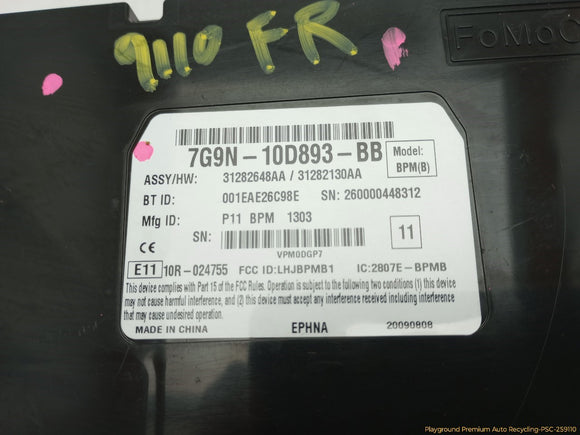 9110 FR
FoMoC
7G9N-10D893-BB
Model:
BPM(B)
ASSY/HW: 31282648AA / 31282130AA
BT ID: 001EAE26C98E SN: 260000448312
Mfg ID: P11 BPM 1303
SN:
11
VPM0DGP7
CE
E11 10R-024755 FCC ID:LHJBPMB1 IC:2807E-BPMB
This device complies with Part 15 of the FCC Rules. Operation is subject to the following two conditions (1) this device
may not cause harmful interference, and (2) this device must accept any interference received including interference
that may cause undesired operation.
MADE IN CHINA EPHNA 20090808
Playground Premium Auto Recycling-PSC-259110